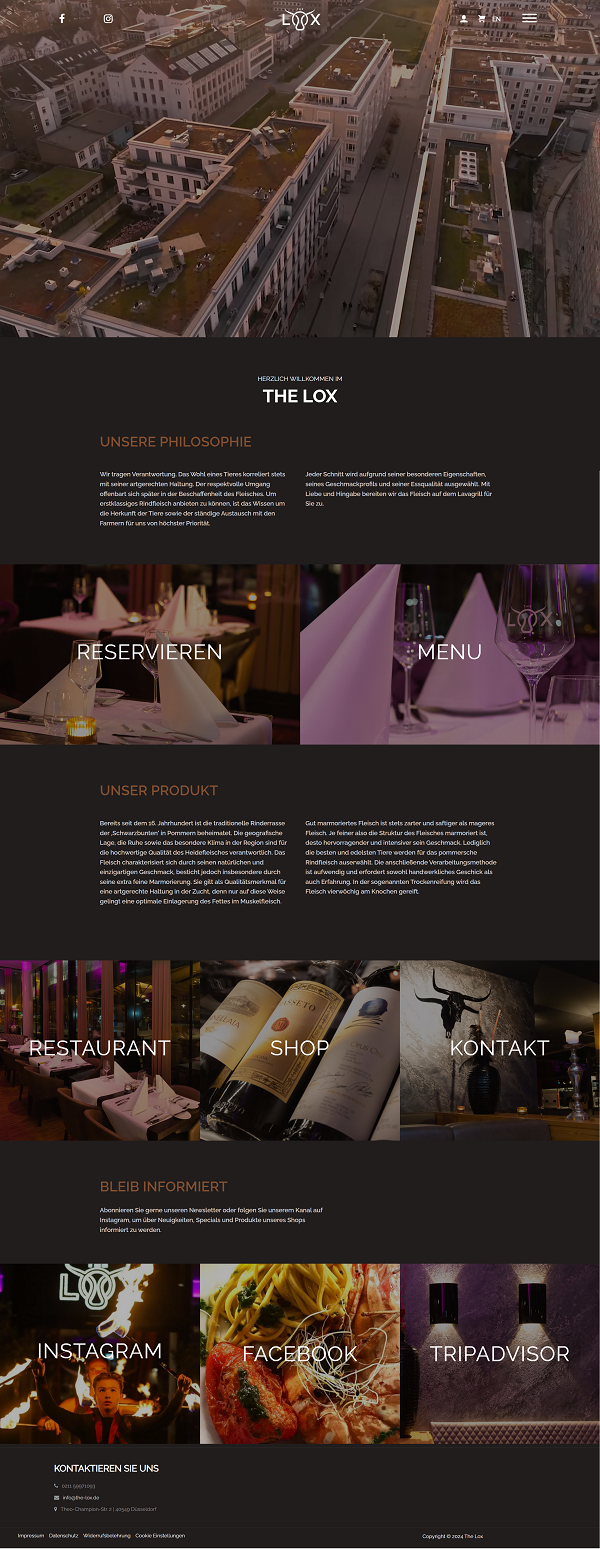 LOX
EN
HERZLICH WILLKOMMEN IM
THE LOX
UNSERE PHILOSOPHIE
Wir tragen Verantwortung. Das Wohl eines Tieres korreliert stets
mit seiner artgerechten Haltung. Der respektvolle Umgang
offenbart sich später in der Beschaffenheit des Fleisches. Um
erstklassiges Rindfleisch anbieten zu können, ist das Wissen um
die Herkunft der Tiere sowie der ständige Austausch mit den
Farmern für uns von höchster Priorität.
Jeder Schnitt wird aufgrund seiner besonderen Eigenschaften,
seines Geschmackprofils und seiner Essqualität ausgewählt. Mit
Liebe und Hingabe bereiten wir das Fleisch auf dem Lavagrill für
Sie zu.
RESERVIEREN
LOX
MENU
UNSER PRODUKT
Bereits seit dem 16. Jahrhundert ist die traditionelle Rinderrasse
der ‚Schwarzbunten' in Pommern beheimatet. Die geografische
Lage, die Ruhe sowie das besondere Klima in der Region sind für
die hochwertige Qualität des Heidefleisches verantwortlich. Das
Fleisch charakterisiert sich durch seinen natürlichen und
einzigartigen Geschmack, besticht jedoch insbesondere durch
seine extra feine Marmorierung. Sie gilt als Qualitätsmerkmal für
eine artgerechte Haltung in der Zucht, denn nur auf diese Weise
gelingt eine optimale Einlagerung des Fettes im Muskelfleisch.
Gut marmoriertes Fleisch ist stets zarter und saftiger als mageres
Fleisch. Je feiner also die Struktur des Fleisches marmoriert ist,
desto hervorragender und intensiver sein Geschmack. Lediglich
die besten und edelsten Tiere werden für das pommersche
Rindfleisch auserwählt. Die anschließende Verarbeitungsmethode
ist aufwendig und erfordert sowohl handwerkliches Geschick als
auch Erfahrung. In der sogenannten Trockenreifung wird das
Fleisch vierwöchig am Knochen gereift.
RESTAURANT
SHOP
KONTAKT
BLEIB INFORMIERT
Abonnieren Sie gerne unseren Newsletter oder folgen Sie unserem Kanal auf
Instagram, um über Neuigkeiten, Specials und Produkte unseres Shops
informiert zu werden.
LOX
INSTAGRAM
FACEBOOK
TRIPADVISOR
KONTAKTIEREN SIE UNS
info@the-lox.de
Theo-Champion-Str. 2 | 40549 Düsseldorf
Impressum Datenschutz Widerrufsbelehrung Cookie Einstellungen
Copyright © 2024 The Lox